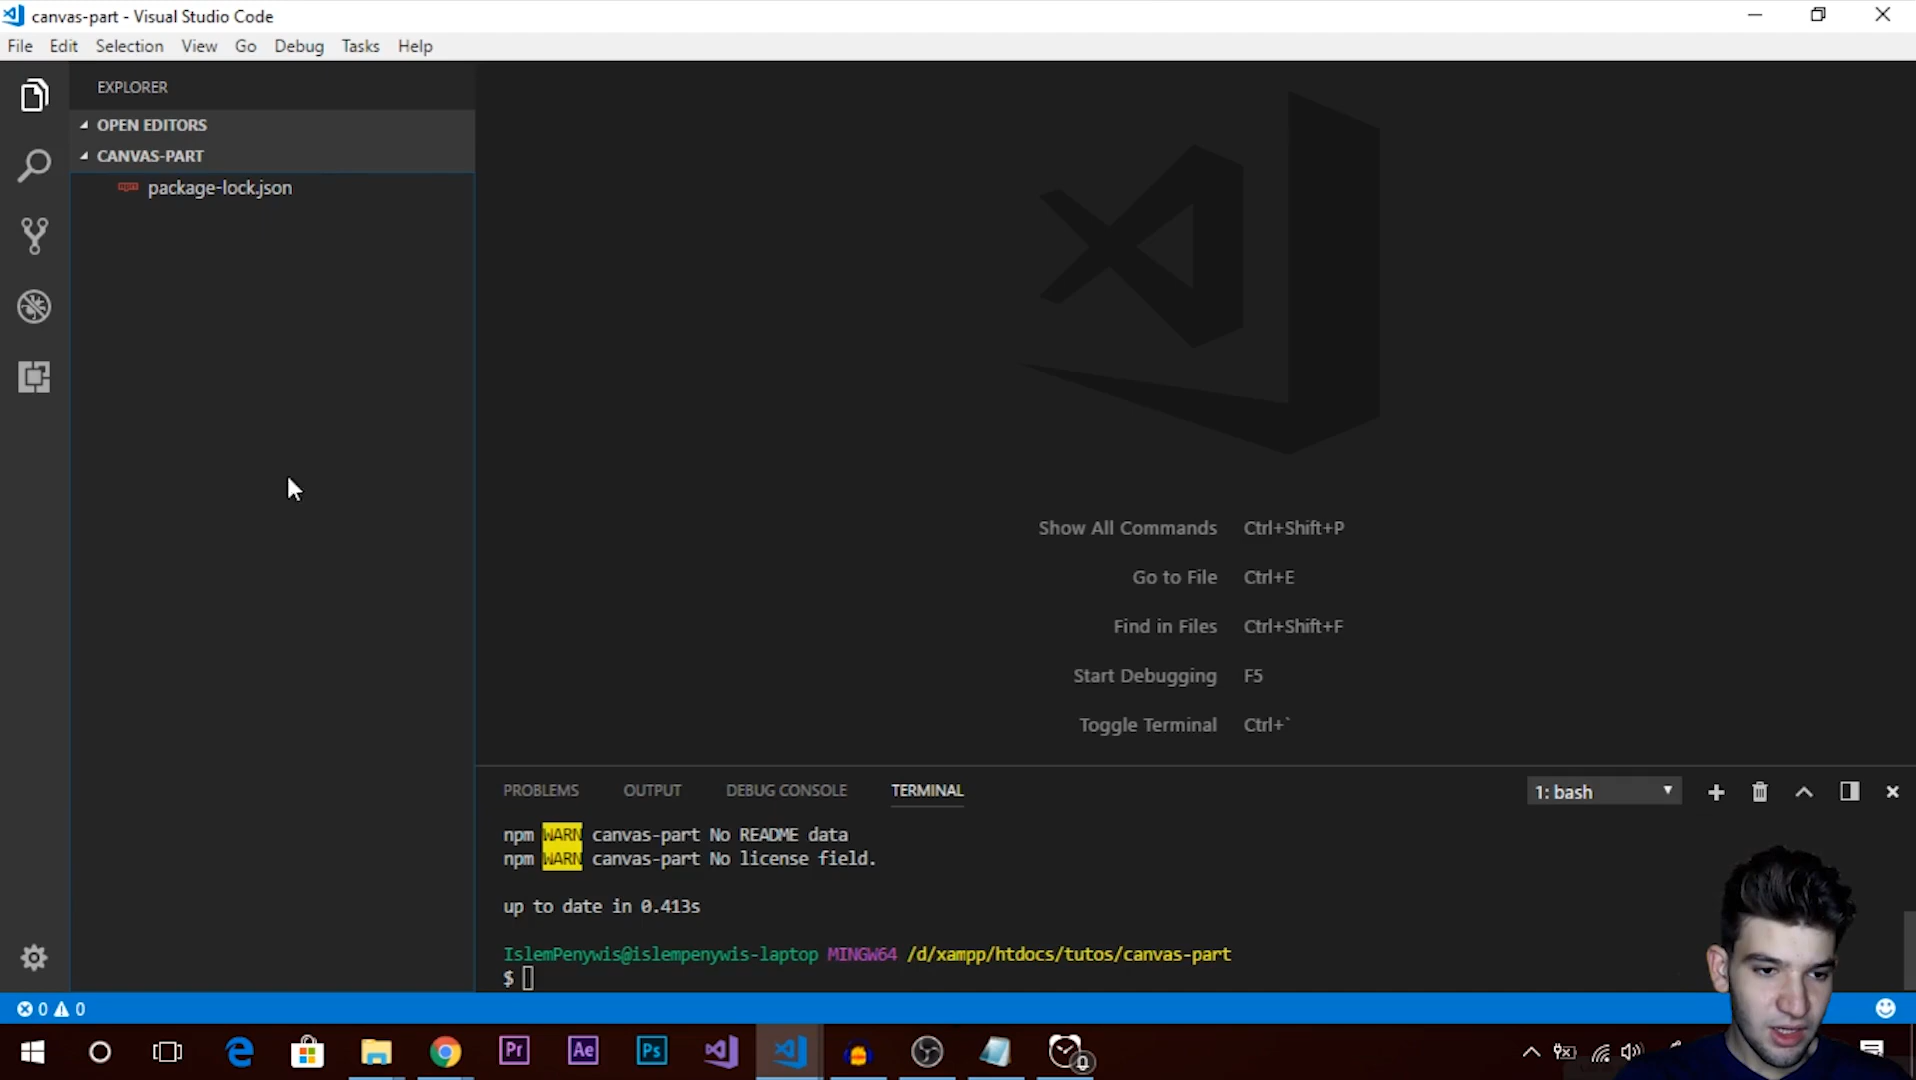 canvas-part - Visual Studio Code
File Edit Selection View Go Debug Tasks Help
EXPLORER
OPEN EDITORS
CANVAS-PART
npm package-lock.json
Show All Commands Ctrl+Shift+P
Go to File Ctrl+E
Find in Files Ctrl+Shift+F
Start Debugging F5
Toggle Terminal Ctrl+`
PROBLEMS OUTPUT DEBUG CONSOLE TERMINAL 1: bash
npm WARN canvas-part No README data
npm WARN canvas-part No license field.
up to date in 0.413s
IslemPenywis@islempenywis-laptop MINGW64 /d/xampp/htdocs/tutos/canvas-part
$
0 0
Pr Ae Ps